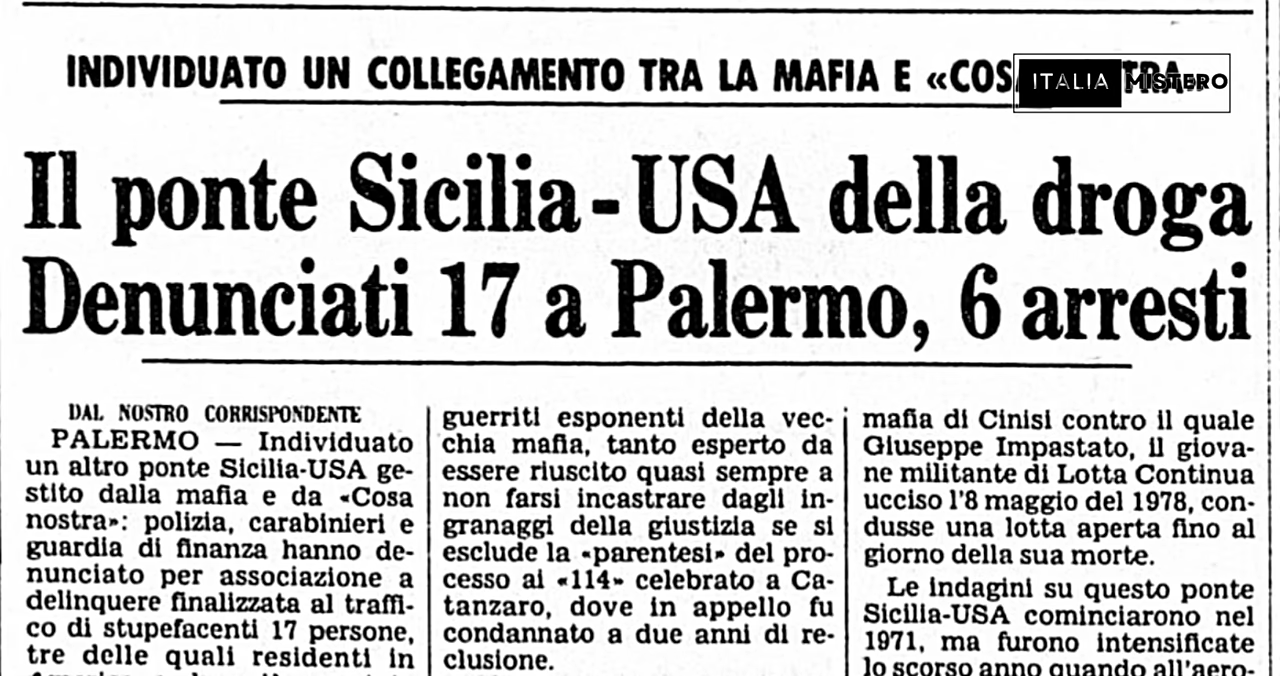 INDIVIDUATO UN COLLEGAMENTO TRA LA MAFIA E «COSA
ITALIA MISTERO
Il ponte Sicilia-USA della droga
Denunciati 17 a Palermo, 6 arresti
DAL NOSTRO CORRISPONDENTE
PALERMO — Individuato
un altro ponte Sicilia-USA ge-
stito dalla mafia e da «Cosa
nostra»: polizia, carabinieri e
guardia di finanza hanno de-
nunciato per associazione a
delinquere finalizzata al traffi-
co di stupefacenti 17 persone,
tre delle quali residenti in
guerriti esponenti della vec-
chia mafia, tanto esperto da
essere riuscito quasi sempre a
non farsi incastrare dagli in-
granaggi della giustizia se si
esclude la «parentesi» del pro-
cesso ai «114» celebrato a Ca-
tanzaro, dove in appello fu
condannato a due anni di re-
clusione.
mafia di Cinisi contro il quale
Giuseppe Impastato, il giova-
ne militante di Lotta Continua
ucciso l'8 maggio del 1978, con-
dusse una lotta aperta fino al
giorno della sua morte.
Le indagini su questo ponte
Sicilia-USA cominciarono nel
1971, ma furono intensificate
lo scorso anno quando all'aero-